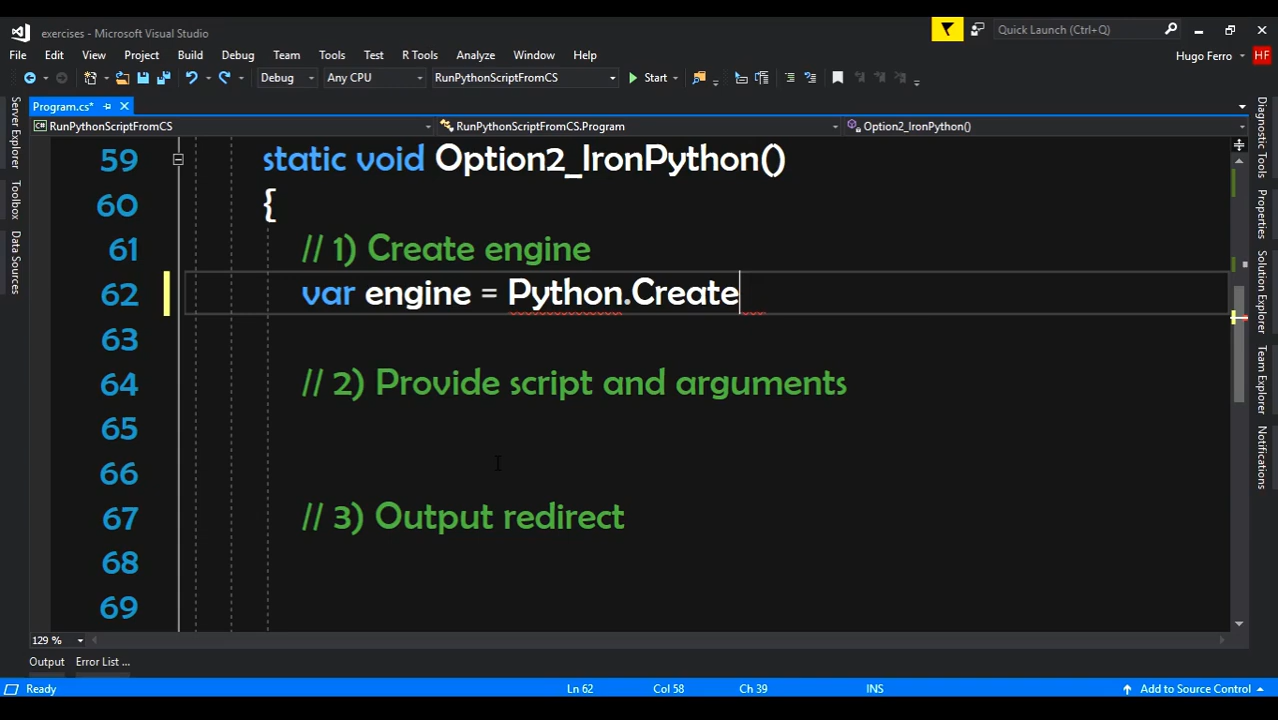 exercises - Microsoft Visual Studio
Quick Launch (Ctrl+Q)
File Edit View Project Build Debug Team Tools Test R Tools Analyze Window Help
Hugo Ferro HF
Debug Any CPU RunPythonScriptFromCS Start
Program.cs*
RunPythonScriptFromCS RunPythonScriptFromCS.Program Option2_IronPython()
59 static void Option2_IronPython()
60 {
61 // 1) Create engine
62 var engine = Python.Create
63
64 // 2) Provide script and arguments
65
66
67 // 3) Output redirect
68
69
Server Explorer
Toolbox
Data Sources
Diagnostic Tools
Properties
Solution Explorer
Team Explorer
Notifications
129 %
Output Error List ...
Ready Ln 62 Col 58 Ch 39 INS Add to Source Control